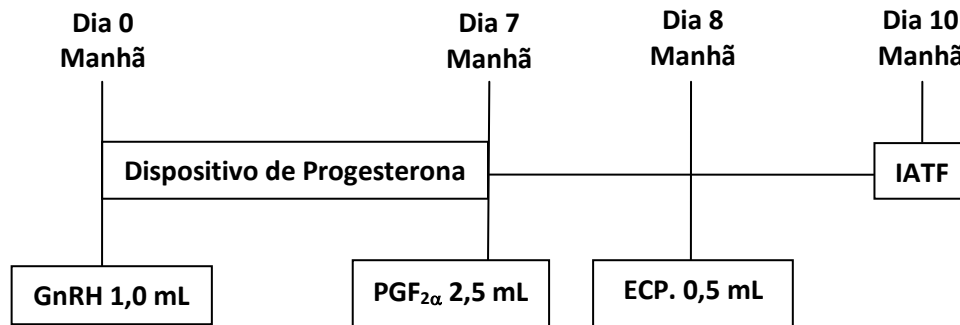 Dia 0
Manhã
Dia 7
Manhã
Dia 8
Manhã
Dia 10
Manhã
Dispositivo de Progesterona
IATF
GnRH 1,0 mL
PGF2α 2,5 mL
ECP. 0,5 mL